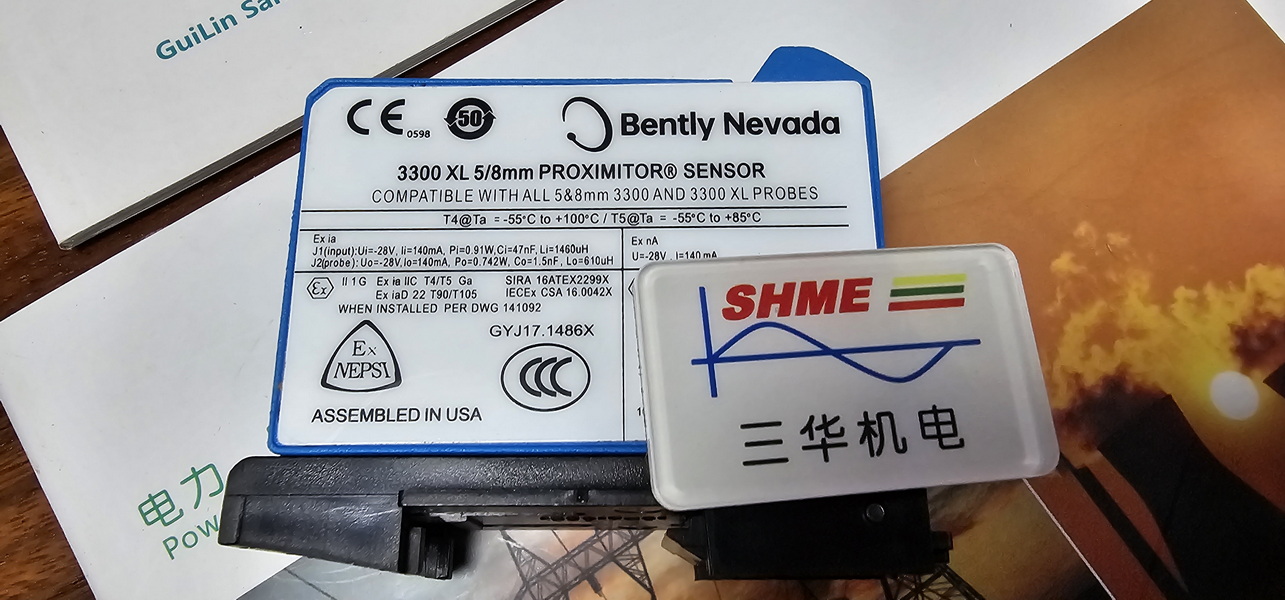 GuiLin
CE 0598
50
Bently Nevada
3300 XL 5/8mm PROXIMITOR® SENSOR
COMPATIBLE WITH ALL 5&8mm 3300 AND 3300 XL PROBES
T4@Ta = -55°C to +100°C / T5@Ta = -55°C to +85°C
Ex ia
J1(input):Ui=-28V, Ii=140mA, Pi=0.91W,Ci=47nF, Li=1460uH
J2(probe): Uo=-28V,Io=140mA, Po=0.742W, Co=1.5nF, Lo=610uH
Ex nA
U=-28V, I=140mA
Ex
II 1 G Ex ia IIC T4/T5 Ga
Ex iaD 22 T90/T105
SIRA 16ATEX2299X
IECEx CSA 16.0042X
WHEN INSTALLED PER DWG 141092
Ex
NEPSI
GYJ17.1486X
CCC
ASSEMBLED IN USA
SHME
三华机电
电力